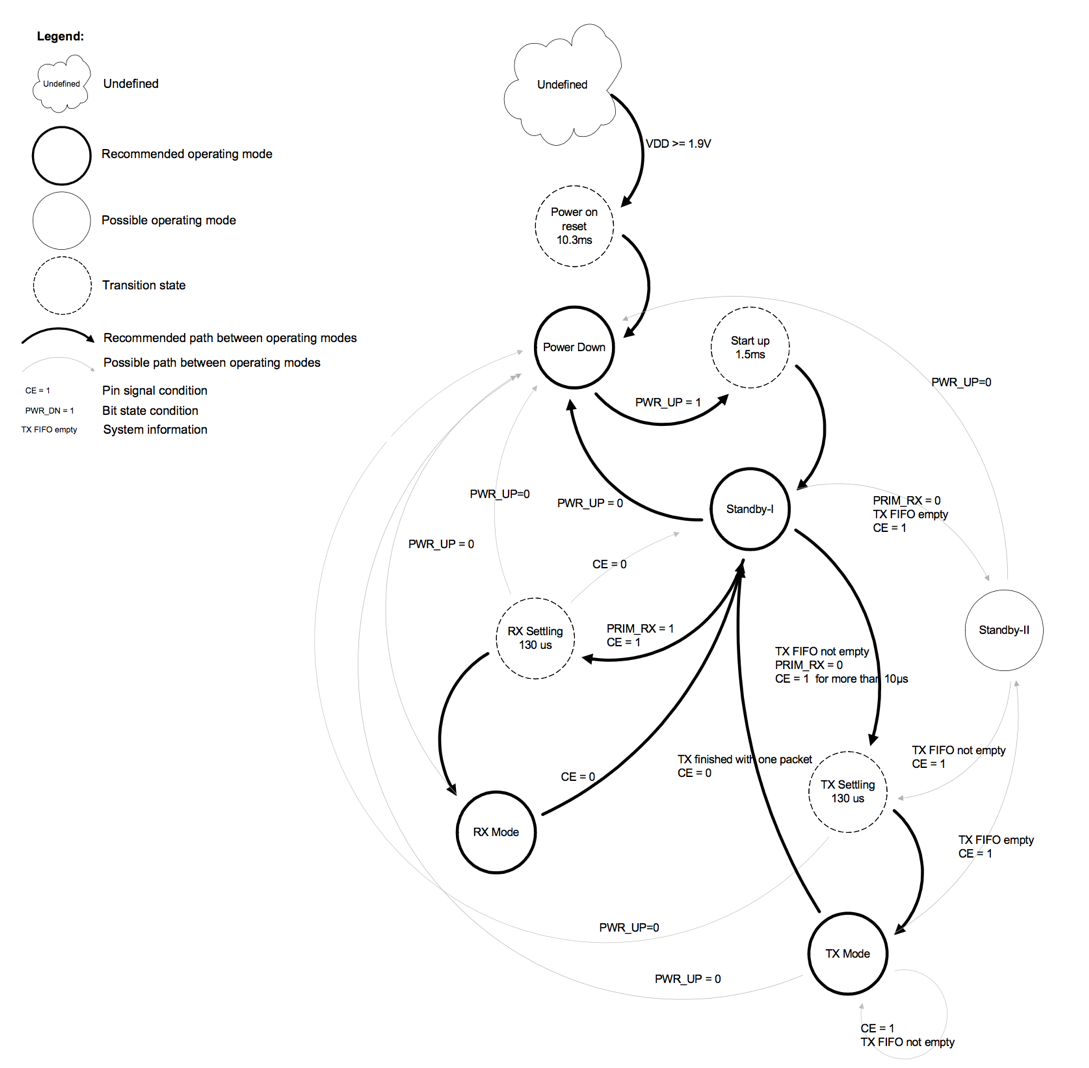 Legend:
Undefined
Undefined
Recommended operating mode
Possible operating mode
Transition state
Recommended path between operating modes
Possible path between operating modes
CE = 1
Pin signal condition
PWR_DN = 1
Bit state condition
TX FIFO empty
System information
Undefined
VDD >= 1.9V
Power on
reset
10.3ms
Power Down
Start up
1.5ms
PWR_UP=0
PWR_UP = 1
PWR_UP=0
PWR_UP = 0
Standby-I
PRIM_RX = 0
TX FIFO empty
CE = 1
PWR_UP = 0
CE = 0
RX Settling
130 us
PRIM_RX = 1
CE = 1
Standby-II
TX FIFO not empty
PRIM_RX = 0
CE = 1 for more than 10µs
TX FIFO not empty
CE = 1
TX finished with one packet
CE = 0
CE = 0
TX Settling
130 us
RX Mode
TX FIFO empty
CE = 1
PWR_UP=0
TX Mode
PWR_UP = 0
CE = 1
TX FIFO not empty